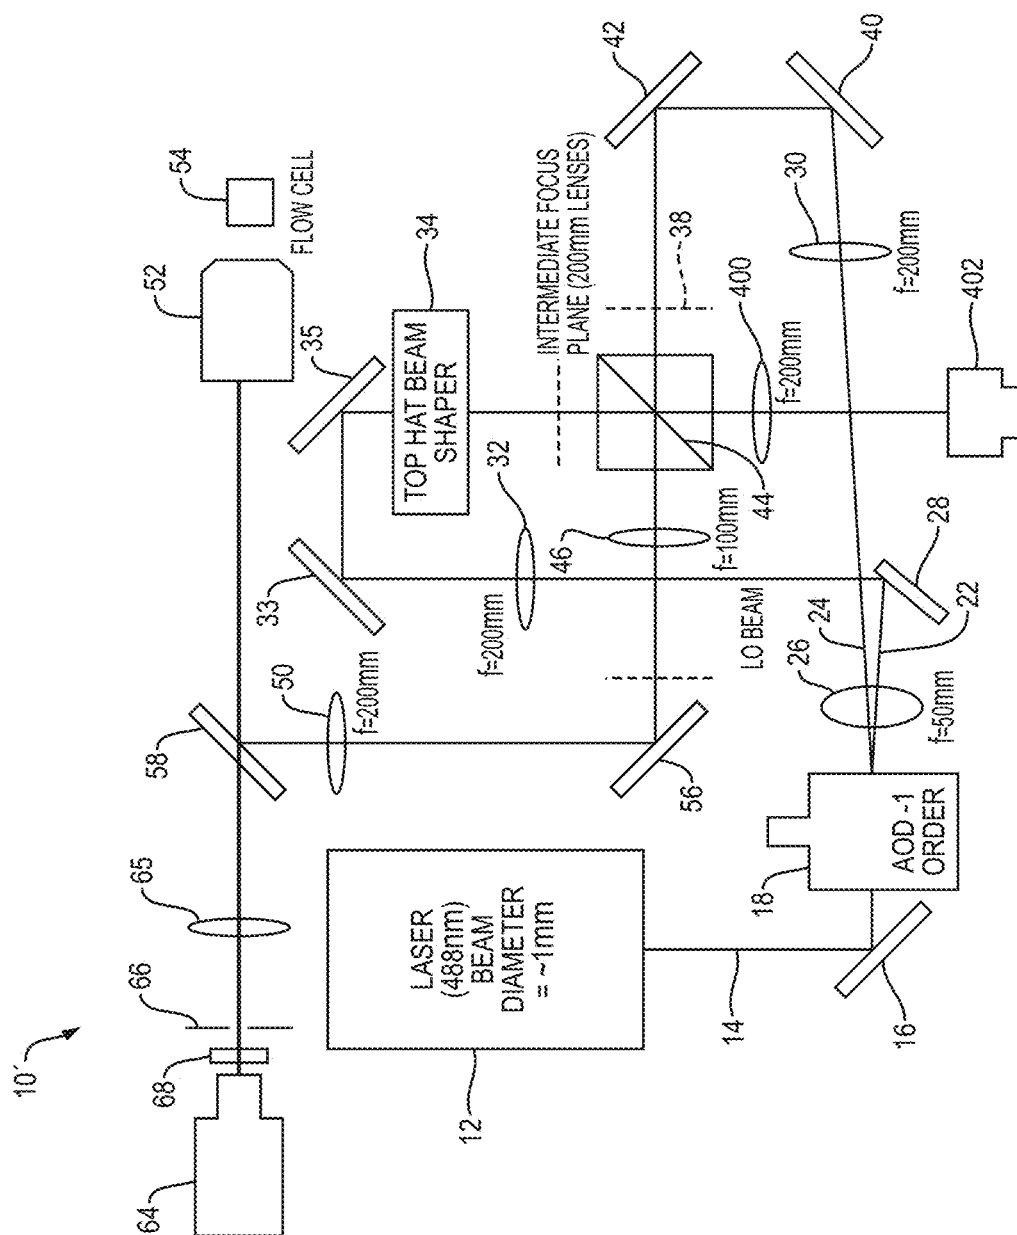 10´
64
68
66
65
58
52
54
FLOW CELL
50
f=200mm
33
35
34
TOP HAT BEAM
SHAPER
32
f=200mm
INTERMEDIATE FOCUS
PLANE (200mm LENSES)
38
42
40
30
f=200mm
400
f=200mm
402
44
46
f=100mm
LO BEAM
28
22
24
26
f=50mm
56
LASER
(488nm)
BEAM
DIAMETER
= ~1mm
12
14
16
18
AOD -1
ORDER